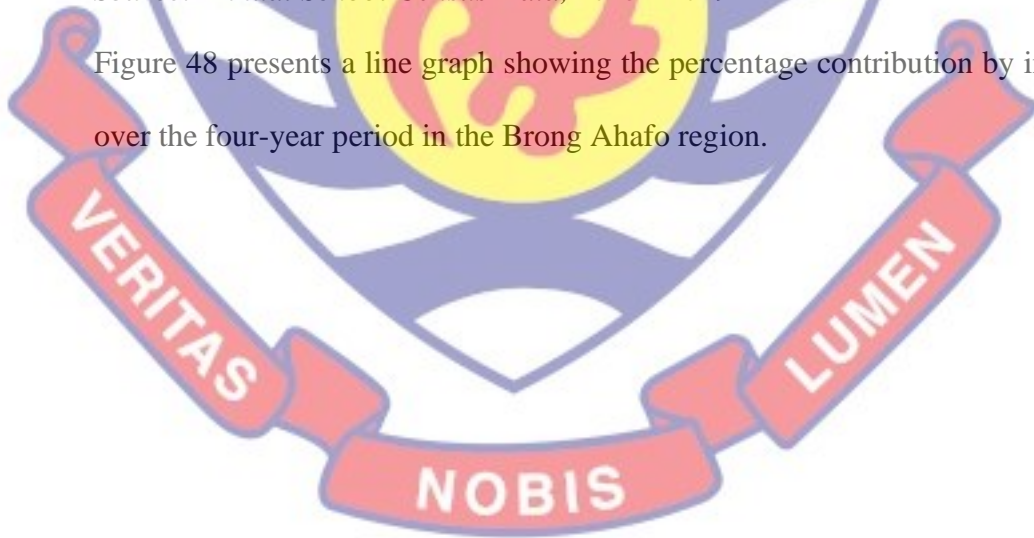 Figure 48 presents a line graph showing the percentage contribution by
over the four-year period in the Brong Ahafo region.
VERITAS
NOBIS
LUMEN